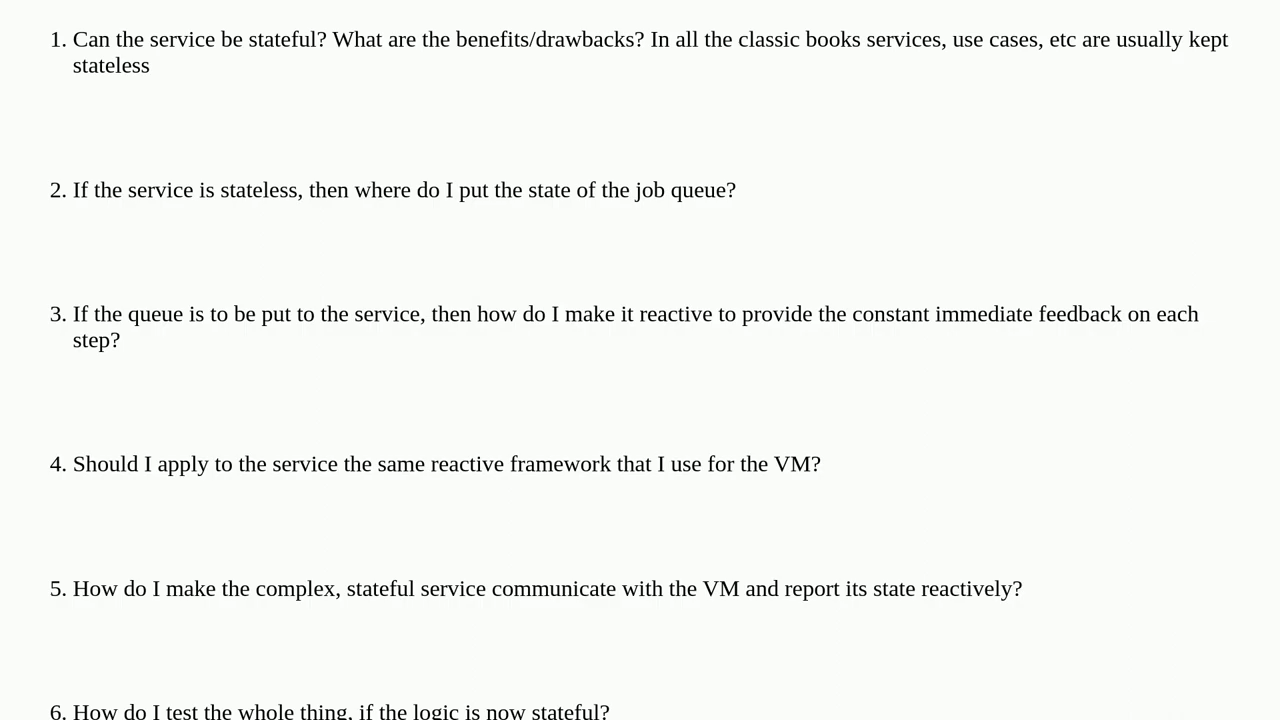 1. Can the service be stateful? What are the benefits/drawbacks? In all the classic books services, use cases, etc are usually kept
stateless
2. If the service is stateless, then where do I put the state of the job queue?
3. If the queue is to be put to the service, then how do I make it reactive to provide the constant immediate feedback on each
step?
4. Should I apply to the service the same reactive framework that I use for the VM?
5. How do I make the complex, stateful service communicate with the VM and report its state reactively?
6. How do I test the whole thing, if the logic is now stateful?